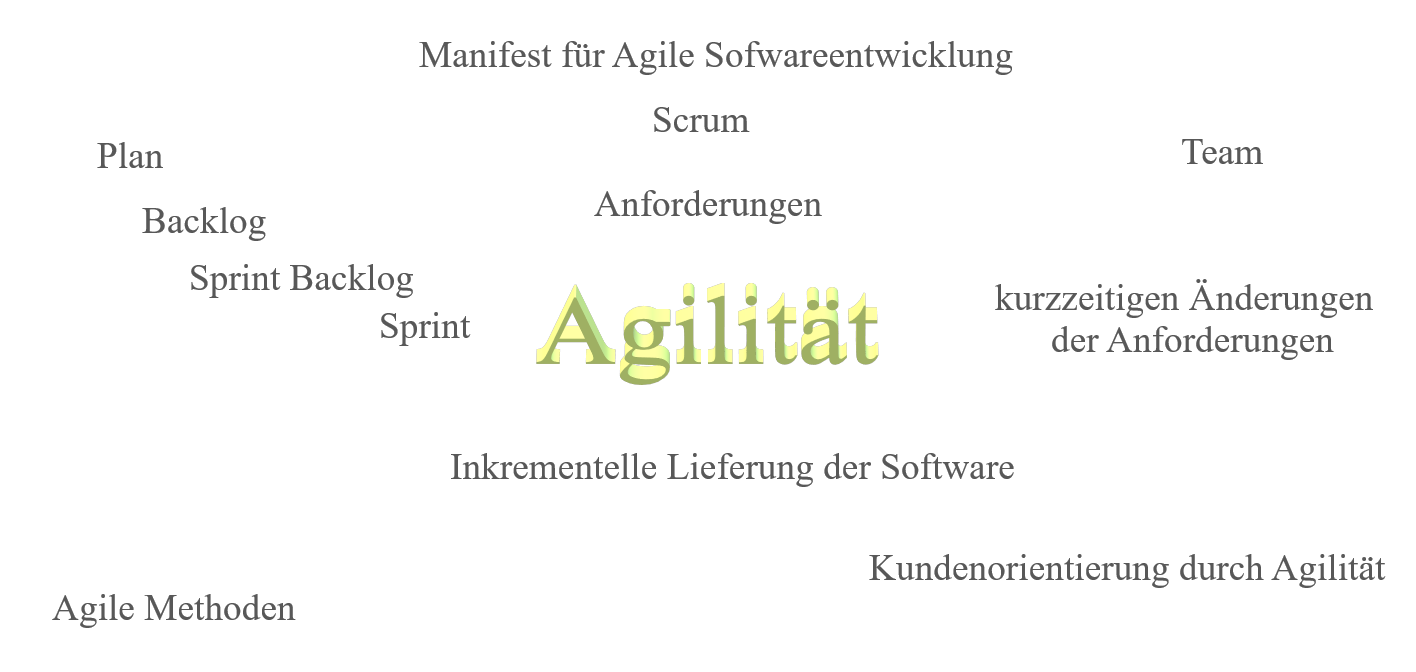 Manifest für Agile Sofwareentwicklung
Scrum
Plan
Team
Backlog
Anforderungen
Sprint Backlog
Sprint
Agilität
kurzzeitigen Änderungen
der Anforderungen
Inkrementelle Lieferung der Software
Kundenorientierung durch Agilität
Agile Methoden